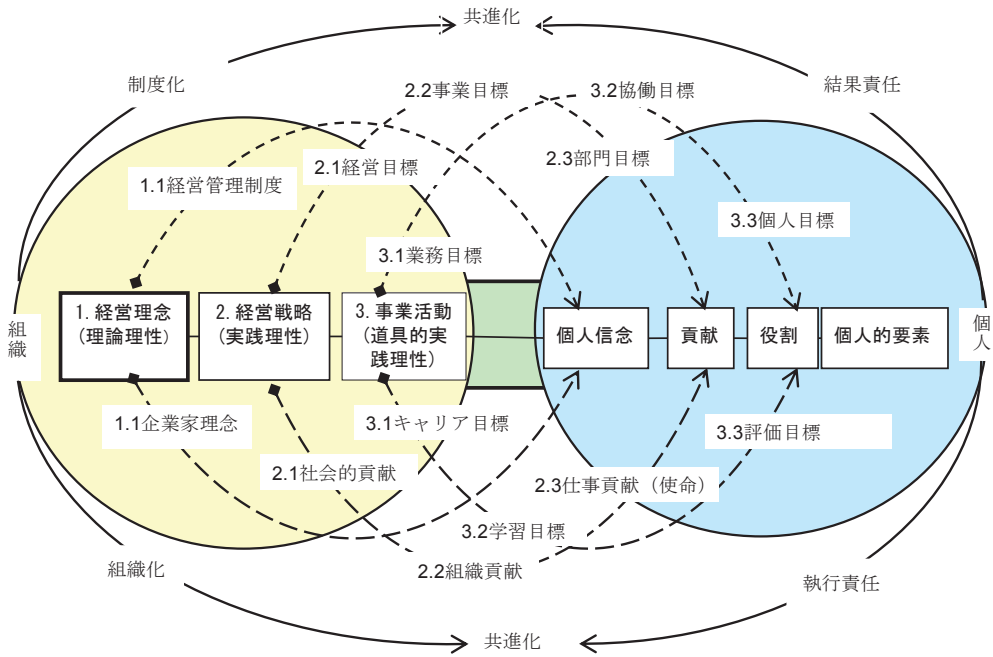 共進化
制度化
結果責任
2.2事業目標
3.2協働目標
2.3部門目標
2.1経営目標
1.1経営管理制度
3.3個人目標
3.1業務目標
組
織
1. 経営理念
(理論理性)
2. 経営戦略
(実践理性)
3. 事業活動
(道具的実
践理性)
個人信念
貢献
役割
個人的要素
個
人
1.1企業家理念
3.1キャリア目標
3.3評価目標
2.1社会的貢献
2.3仕事貢献（使命）
3.2学習目標
2.2組織貢献
組織化
執行責任
共進化